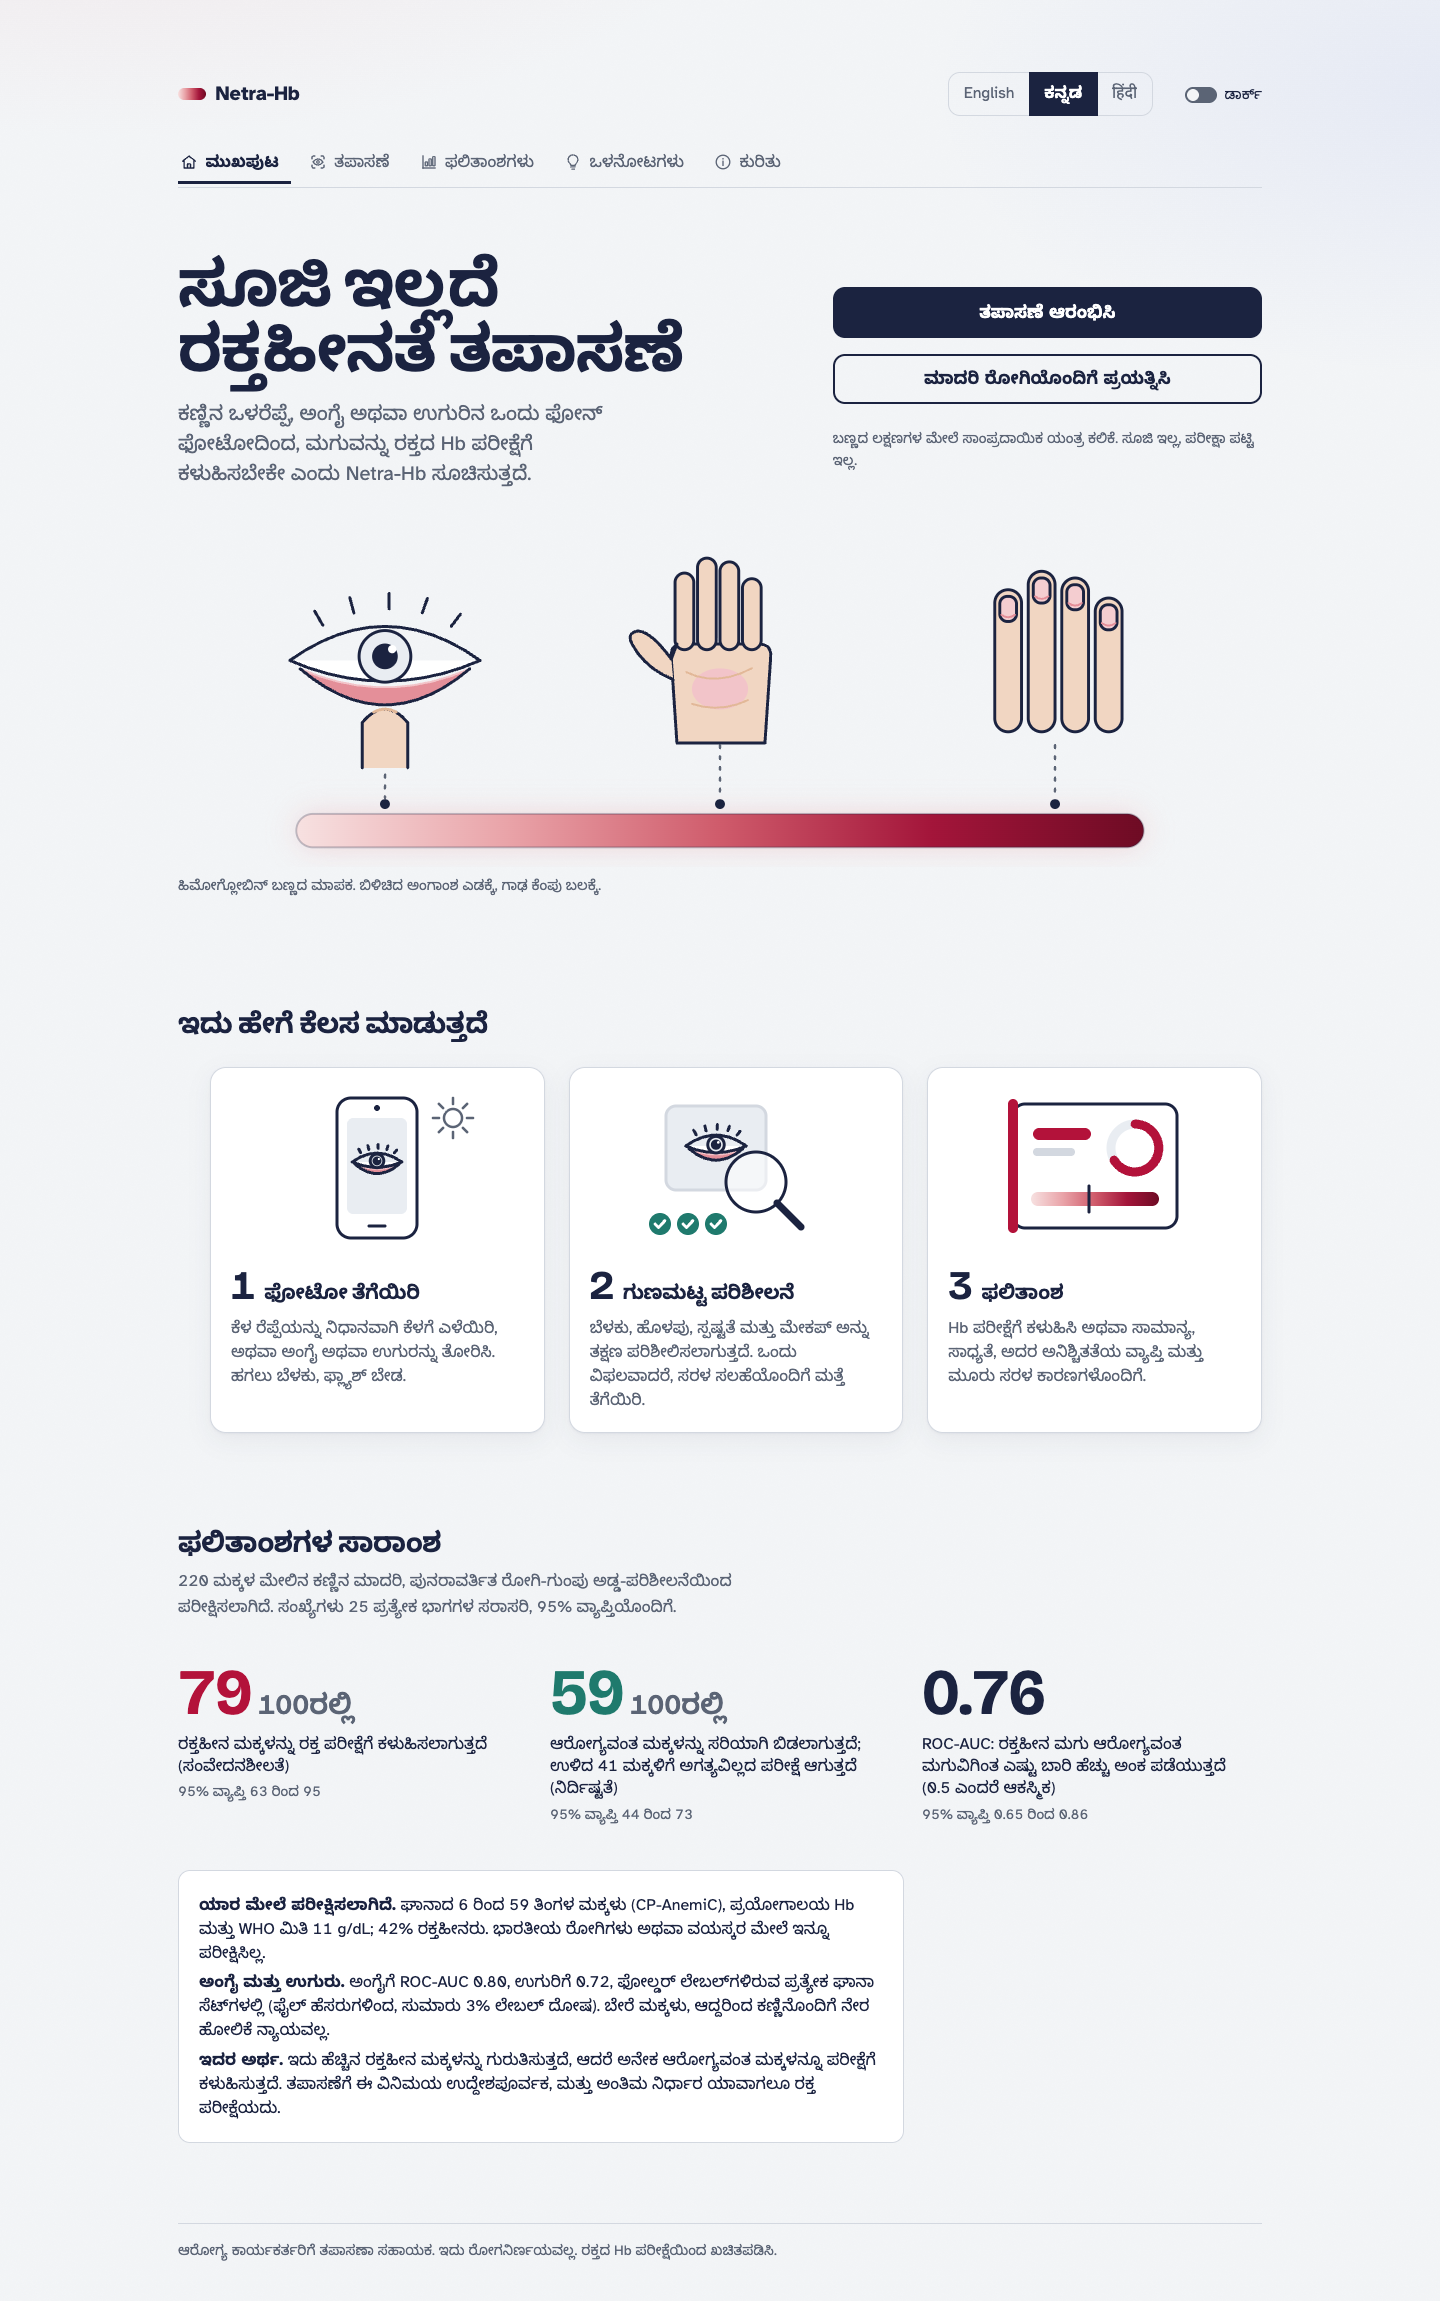 Netra-Hb
English ಕನ್ನಡ हिंदी ಡಾರ್ಕ್
ಮುಖಪುಟ ತಪಾಸಣೆ ಫಲಿತಾಂಶಗಳು ಒಳನೋಟಗಳು ಕುರಿತು
ಸೂಜಿ ಇಲ್ಲದೆ
ರಕ್ತಹೀನತೆ ತಪಾಸಣೆ
ಕಣ್ಣಿನ ಒಳರೆಪ್ಪೆ, ಅಂಗೈ ಅಥವಾ ಉಗುರಿನ ಒಂದು ಫೋನ್
ಫೋಟೋದಿಂದ, ಮಗುವನ್ನು ರಕ್ತದ Hb ಪರೀಕ್ಷೆಗೆ
ಕಳುಹಿಸಬೇಕೇ ಎಂದು Netra-Hb ಸೂಚಿಸುತ್ತದೆ.
ತಪಾಸಣೆ ಆರಂಭಿಸಿ
ಮಾದರಿ ರೋಗಿಯೊಂದಿಗೆ ಪ್ರಯತ್ನಿಸಿ
ಬಣ್ಣದ ಲಕ್ಷಣಗಳ ಮೇಲೆ ಸಾಂಪ್ರದಾಯಿಕ ಯಂತ್ರ ಕಲಿಕೆ. ಸೂಜಿ ಇಲ್ಲ, ಪರೀಕ್ಷಾ ಪಟ್ಟಿ
ಇಲ್ಲ.
ಹಿಮೋಗ್ಲೋಬಿನ್ ಬಣ್ಣದ ಮಾಪಕ. ಬಿಳಿಚಿದ ಅಂಗಾಂಶ ಎಡಕ್ಕೆ, ಗಾಢ ಕೆಂಪು ಬಲಕ್ಕೆ.
ಇದು ಹೇಗೆ ಕೆಲಸ ಮಾಡುತ್ತದೆ
1 ಫೋಟೋ ತೆಗೆಯಿರಿ
ಕೆಳ ರೆಪ್ಪೆಯನ್ನು ನಿಧಾನವಾಗಿ ಕೆಳಗೆ ಎಳೆಯಿರಿ,
ಅಥವಾ ಅಂಗೈ ಅಥವಾ ಉಗುರನ್ನು ತೋರಿಸಿ.
ಹಗಲು ಬೆಳಕು, ಫ್ಲ್ಯಾಶ್ ಬೇಡ.
2 ಗುಣಮಟ್ಟ ಪರಿಶೀಲನೆ
ಬೆಳಕು, ಹೊಳಪು, ಸ್ಪಷ್ಟತೆ ಮತ್ತು ಮೇಕಪ್ ಅನ್ನು
ತಕ್ಷಣ ಪರಿಶೀಲಿಸಲಾಗುತ್ತದೆ. ಒಂದು
ವಿಫಲವಾದರೆ, ಸರಳ ಸಲಹೆಯೊಂದಿಗೆ ಮತ್ತೆ
ತೆಗೆಯಿರಿ.
3 ಫಲಿತಾಂಶ
Hb ಪರೀಕ್ಷೆಗೆ ಕಳುಹಿಸಿ ಅಥವಾ ಸಾಮಾನ್ಯ,
ಸಾಧ್ಯತೆ, ಅದರ ಅನಿಶ್ಚಿತತೆಯ ವ್ಯಾಪ್ತಿ ಮತ್ತು
ಮೂರು ಸರಳ ಕಾರಣಗಳೊಂದಿಗೆ.
ಫಲಿತಾಂಶಗಳ ಸಾರಾಂಶ
220 ಮಕ್ಕಳ ಮೇಲಿನ ಕಣ್ಣಿನ ಮಾದರಿ, ಪುನರಾವರ್ತಿತ ರೋಗಿ-ಗುಂಪು ಅಡ್ಡ-ಪರಿಶೀಲನೆಯಿಂದ
ಪರೀಕ್ಷಿಸಲಾಗಿದೆ. ಸಂಖ್ಯೆಗಳು 25 ಪ್ರತ್ಯೇಕ ಭಾಗಗಳ ಸರಾಸರಿ, 95% ವ್ಯಾಪ್ತಿಯೊಂದಿಗೆ.
79 100ರಲ್ಲಿ
ರಕ್ತಹೀನ ಮಕ್ಕಳನ್ನು ರಕ್ತ ಪರೀಕ್ಷೆಗೆ ಕಳುಹಿಸಲಾಗುತ್ತದೆ
(ಸಂವೇದನಶೀಲತೆ)
95% ವ್ಯಾಪ್ತಿ 63 ರಿಂದ 95
59 100ರಲ್ಲಿ
ಆರೋಗ್ಯವಂತ ಮಕ್ಕಳನ್ನು ಸರಿಯಾಗಿ ಬಿಡಲಾಗುತ್ತದೆ;
ಉಳಿದ 41 ಮಕ್ಕಳಿಗೆ ಅಗತ್ಯವಿಲ್ಲದ ಪರೀಕ್ಷೆ ಆಗುತ್ತದೆ
(ನಿರ್ದಿಷ್ಟತೆ)
95% ವ್ಯಾಪ್ತಿ 44 ರಿಂದ 73
0.76
ROC-AUC: ರಕ್ತಹೀನ ಮಗು ಆರೋಗ್ಯವಂತ
ಮಗುವಿಗಿಂತ ಎಷ್ಟು ಬಾರಿ ಹೆಚ್ಚು ಅಂಕ ಪಡೆಯುತ್ತದೆ
(0.5 ಎಂದರೆ ಆಕಸ್ಮಿಕ)
95% ವ್ಯಾಪ್ತಿ 0.65 ರಿಂದ 0.86
ಯಾರ ಮೇಲೆ ಪರೀಕ್ಷಿಸಲಾಗಿದೆ. ಘಾನಾದ 6 ರಿಂದ 59 ತಿಂಗಳ ಮಕ್ಕಳು (CP-AnemiC), ಪ್ರಯೋಗಾಲಯ Hb
ಮತ್ತು WHO ಮಿತಿ 11 g/dL; 42% ರಕ್ತಹೀನರು. ಭಾರತೀಯ ರೋಗಿಗಳು ಅಥವಾ ವಯಸ್ಕರ ಮೇಲೆ ಇನ್ನೂ
ಪರೀಕ್ಷಿಸಿಲ್ಲ.
ಅಂಗೈ ಮತ್ತು ಉಗುರು. ಅಂಗೈಗೆ ROC-AUC 0.80, ಉಗುರಿಗೆ 0.72, ಫೋಲ್ಡರ್ ಲೇಬಲ್‌ಗಳಿರುವ ಪ್ರತ್ಯೇಕ ಘಾನಾ
ಸೆಟ್‌ಗಳಲ್ಲಿ (ಫೈಲ್ ಹೆಸರುಗಳಿಂದ, ಸುಮಾರು 3% ಲೇಬಲ್ ದೋಷ). ಬೇರೆ ಮಕ್ಕಳು, ಆದ್ದರಿಂದ ಕಣ್ಣಿನೊಂದಿಗೆ ನೇರ
ಹೋಲಿಕೆ ನ್ಯಾಯವಲ್ಲ.
ಇದರ ಅರ್ಥ. ಇದು ಹೆಚ್ಚಿನ ರಕ್ತಹೀನ ಮಕ್ಕಳನ್ನು ಗುರುತಿಸುತ್ತದೆ, ಆದರೆ ಅನೇಕ ಆರೋಗ್ಯವಂತ ಮಕ್ಕಳನ್ನೂ ಪರೀಕ್ಷೆಗೆ
ಕಳುಹಿಸುತ್ತದೆ. ತಪಾಸಣೆಗೆ ಈ ವಿನಿಮಯ ಉದ್ದೇಶಪೂರ್ವಕ, ಮತ್ತು ಅಂತಿಮ ನಿರ್ಧಾರ ಯಾವಾಗಲೂ ರಕ್ತ
ಪರೀಕ್ಷೆಯದು.
ಆರೋಗ್ಯ ಕಾರ್ಯಕರ್ತರಿಗೆ ತಪಾಸಣಾ ಸಹಾಯಕ. ಇದು ರೋಗನಿರ್ಣಯವಲ್ಲ. ರಕ್ತದ Hb ಪರೀಕ್ಷೆಯಿಂದ ಖಚಿತಪಡಿಸಿ.